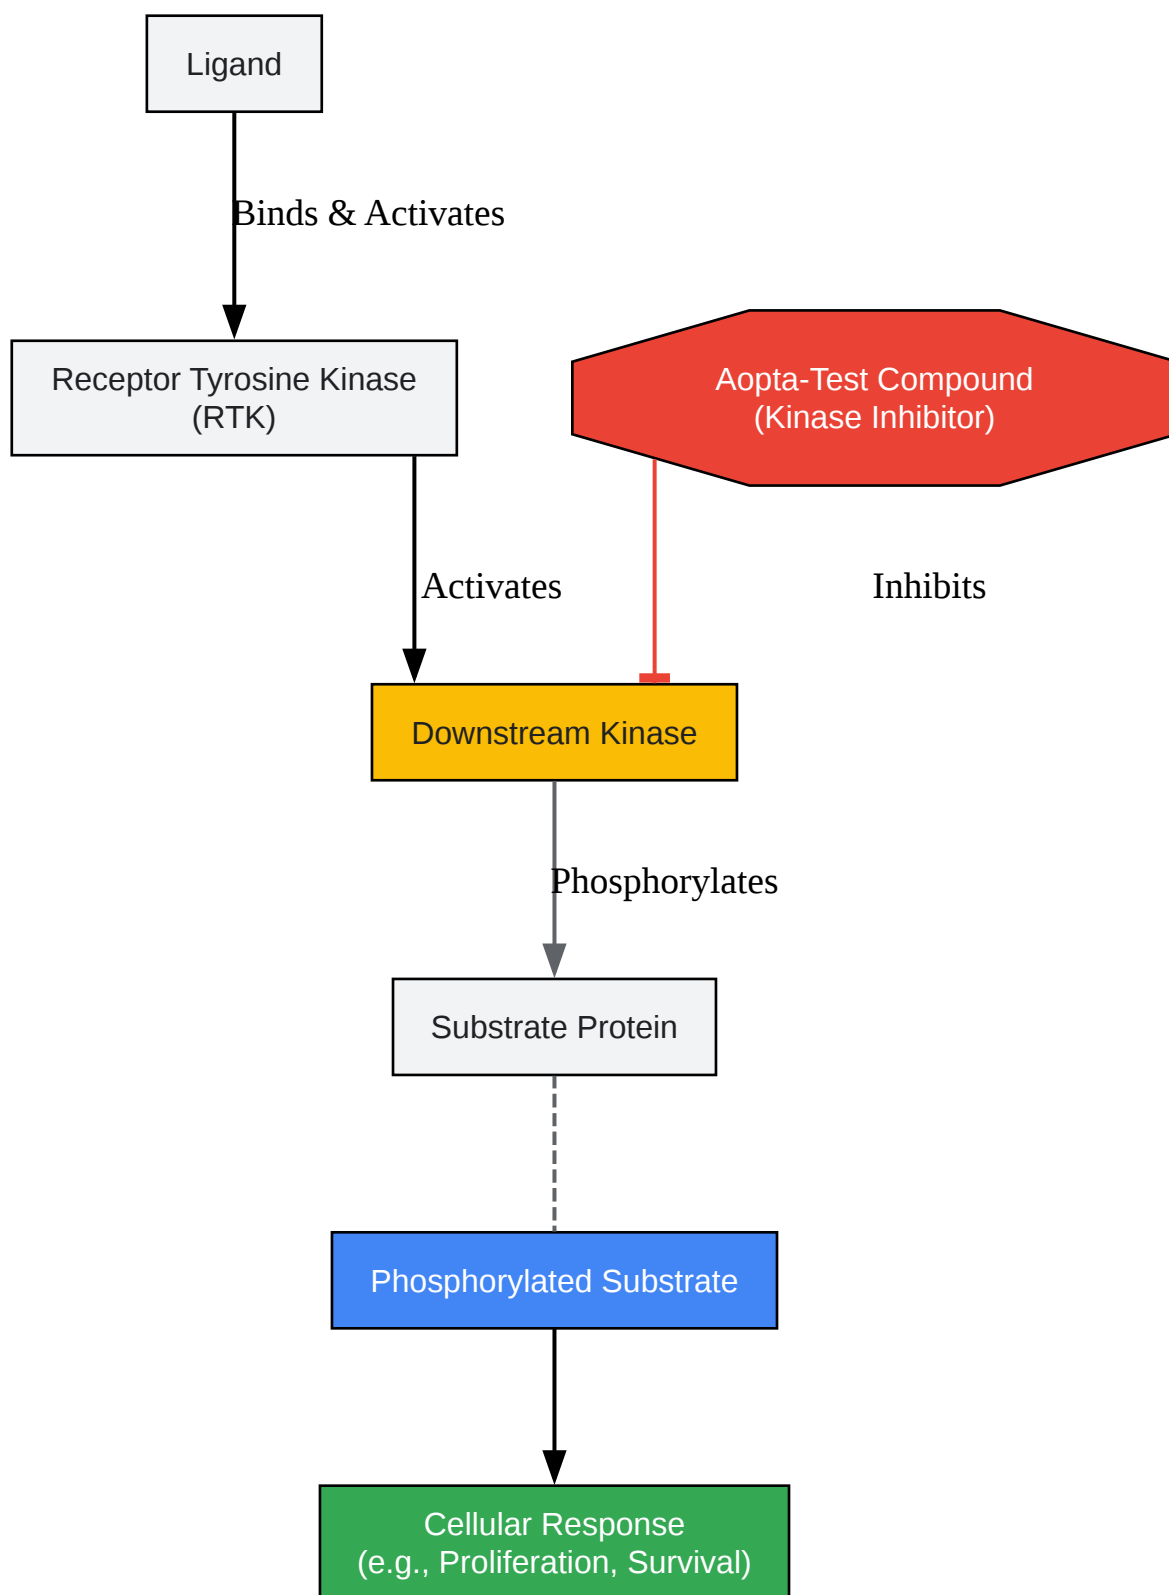 Ligand
Binds & Activates
Receptor Tyrosine Kinase
(RTK)
Aopta-Test Compound
(Kinase Inhibitor)
Activates
Inhibits
Downstream Kinase
Phosphorylates
Substrate Protein
Phosphorylated Substrate
Cellular Response
(e.g., Proliferation, Survival)